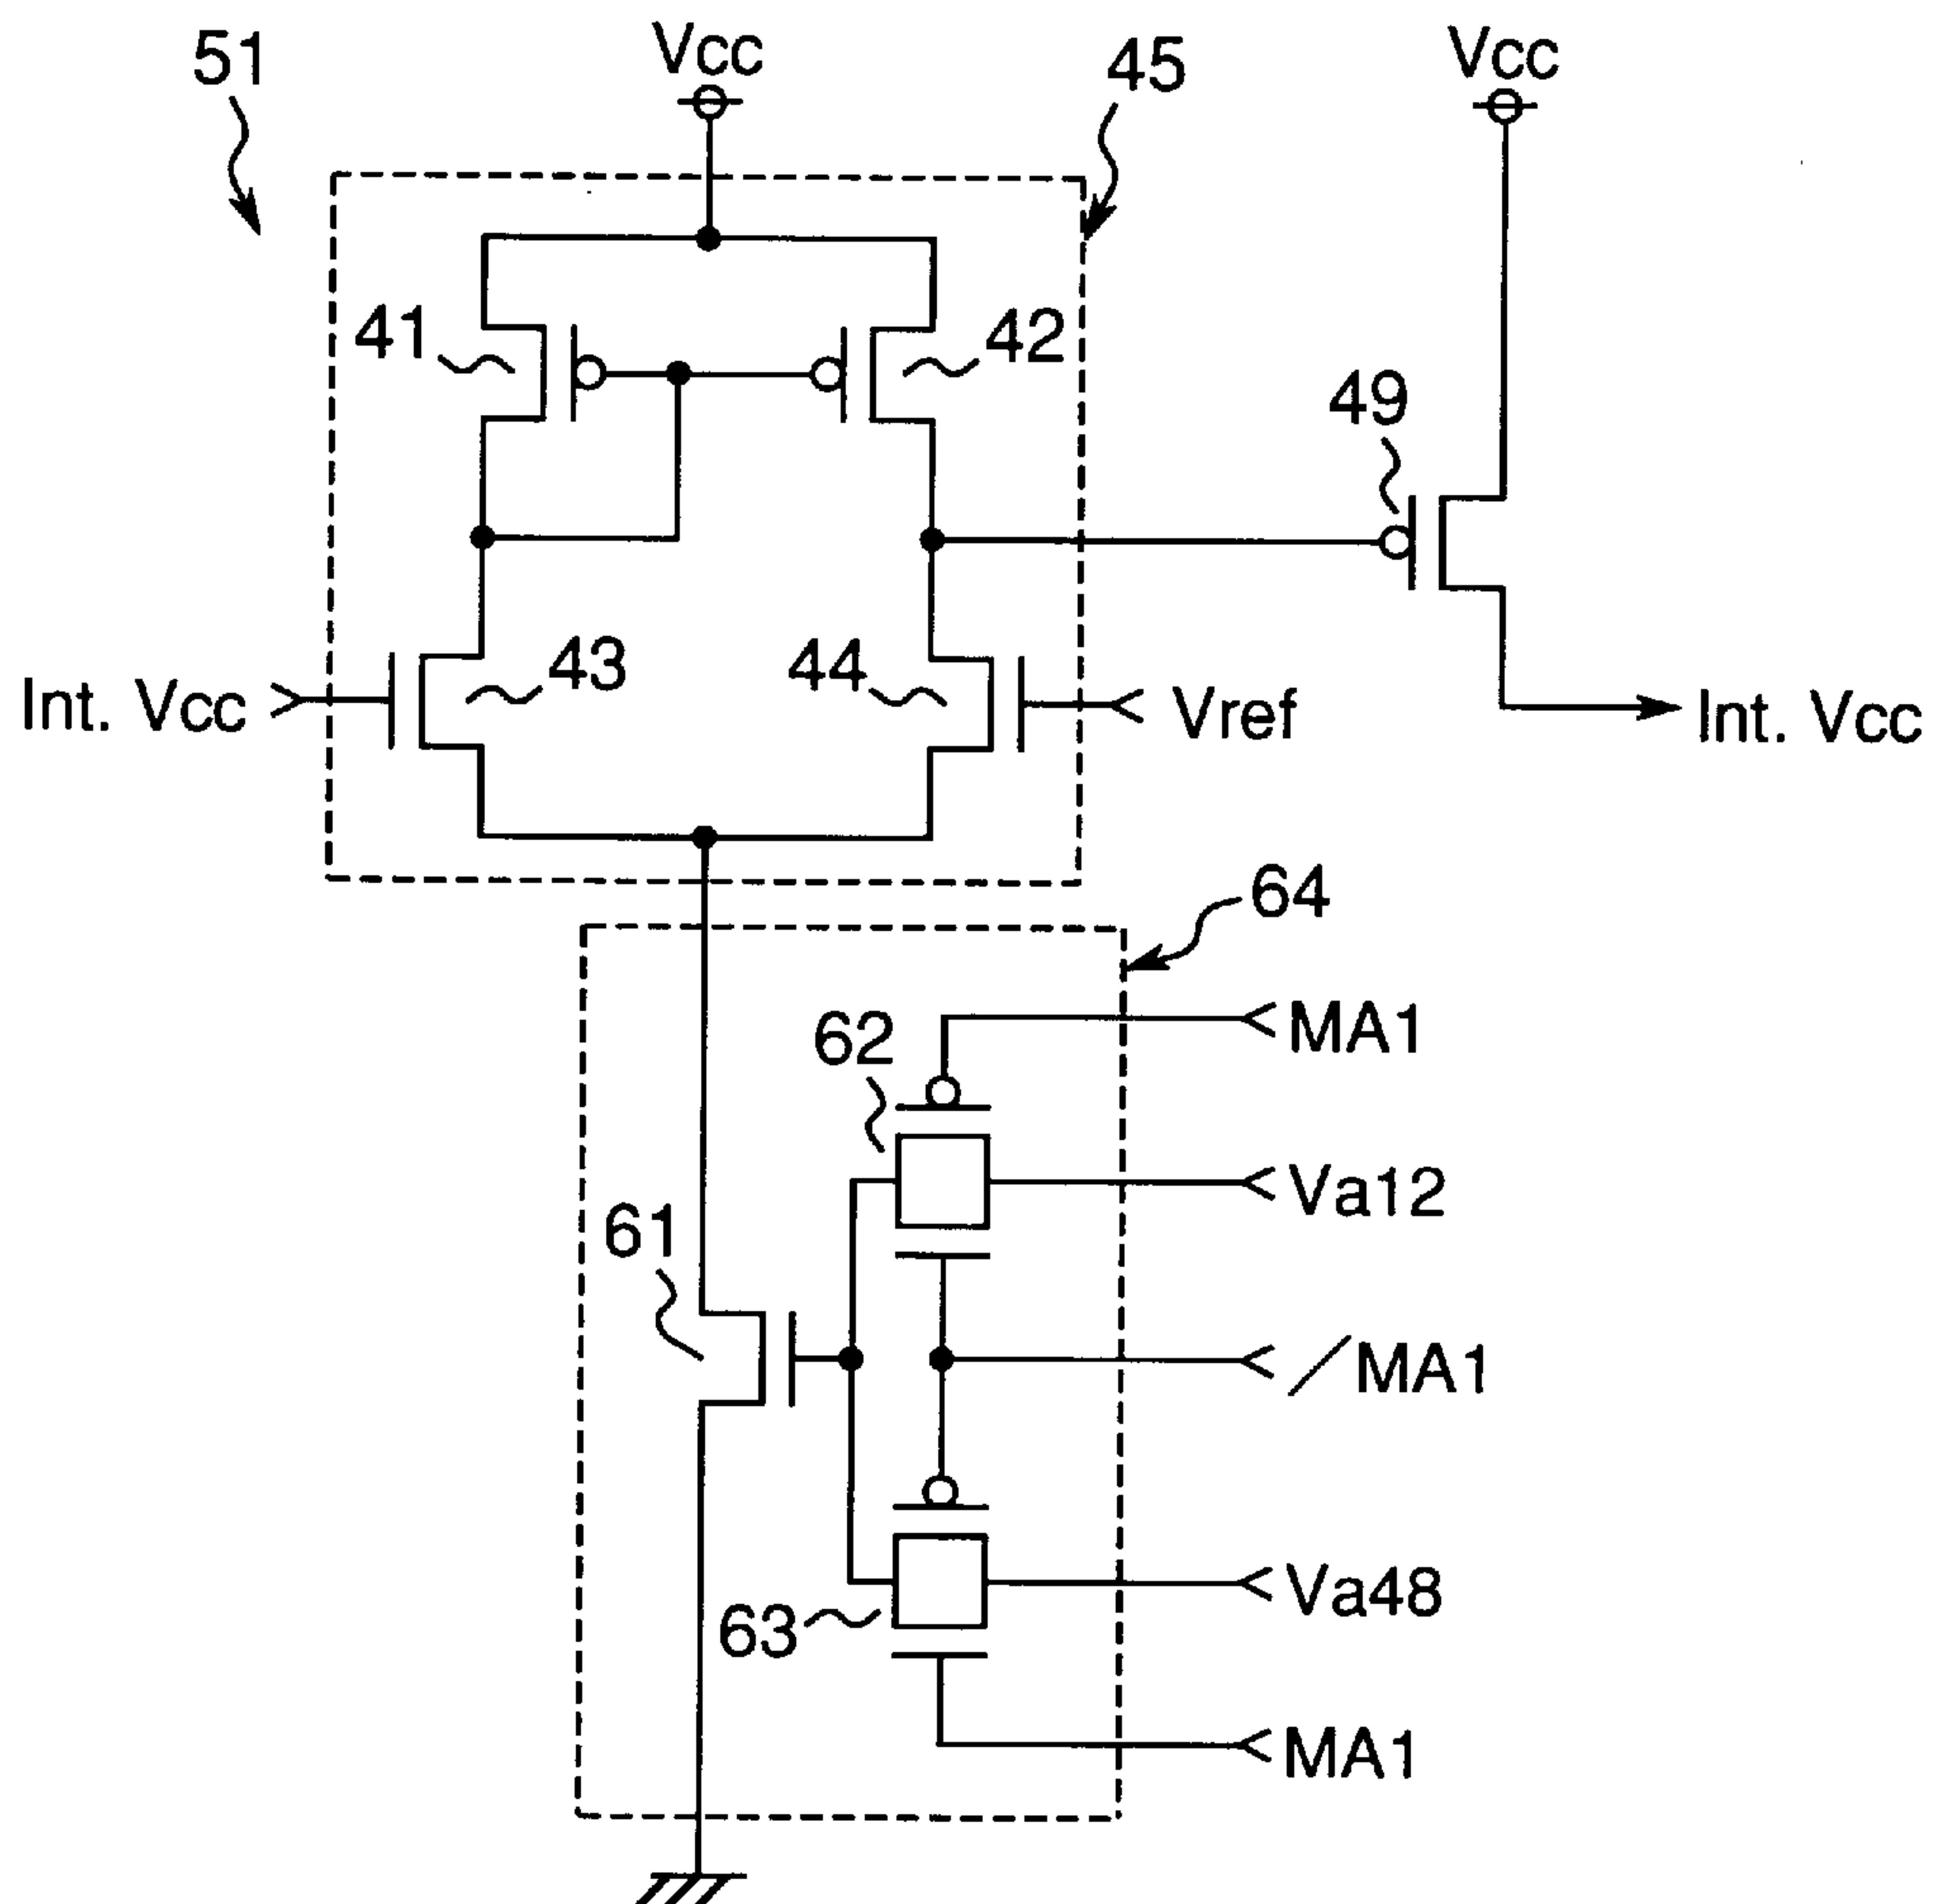 51
Vcc
45
Vcc
41
42
49
43
44
Int. Vcc
Vref
Int. Vcc
64
62
MA1
Va12
61
/MA1
Va48
63
MA1